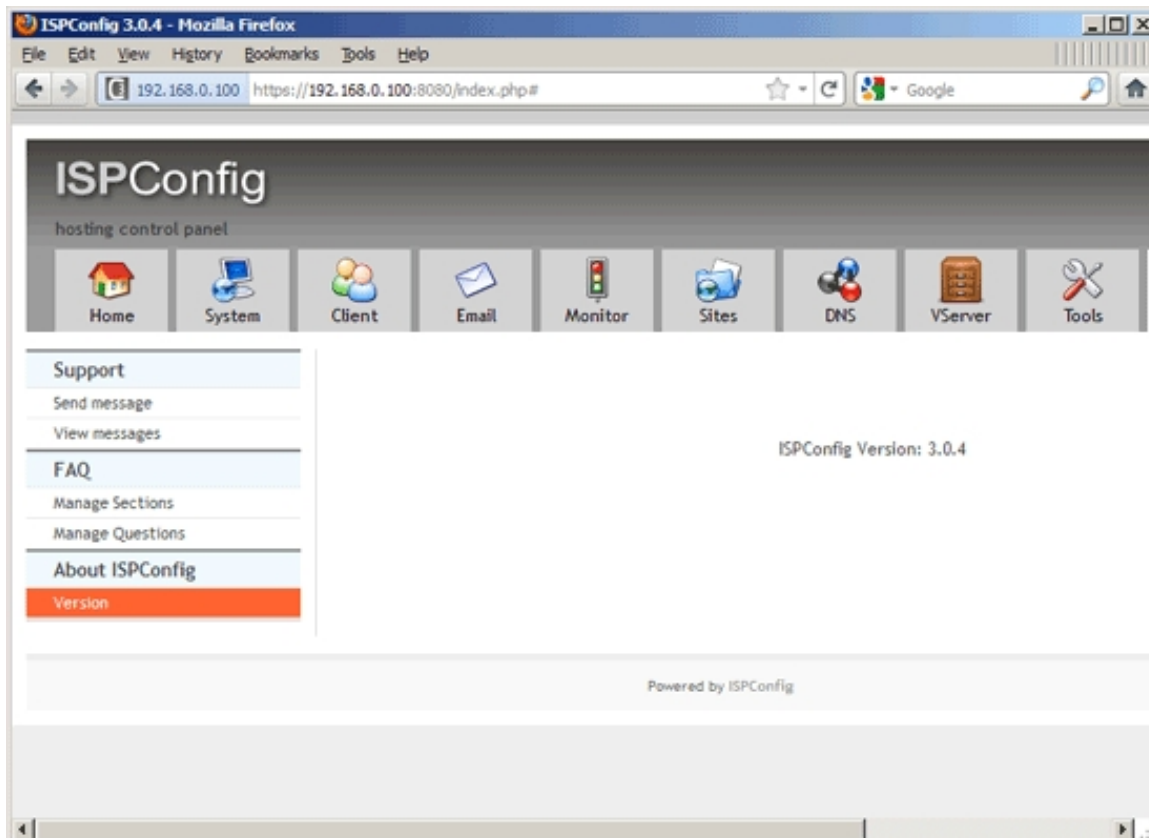 ISPConfig 3.0.4 - Mozilla Firefox
File Edit View History Bookmarks Tools Help
192.168.0.100 https://192.168.0.100:8080/index.php# Google
ISPConfig
hosting control panel
Home System Client Email Monitor Sites DNS VServer Tools
Support
Send message
View messages
ISPConfig Version: 3.0.4
FAQ
Manage Sections
Manage Questions
About ISPConfig
Version
Powered by ISPConfig